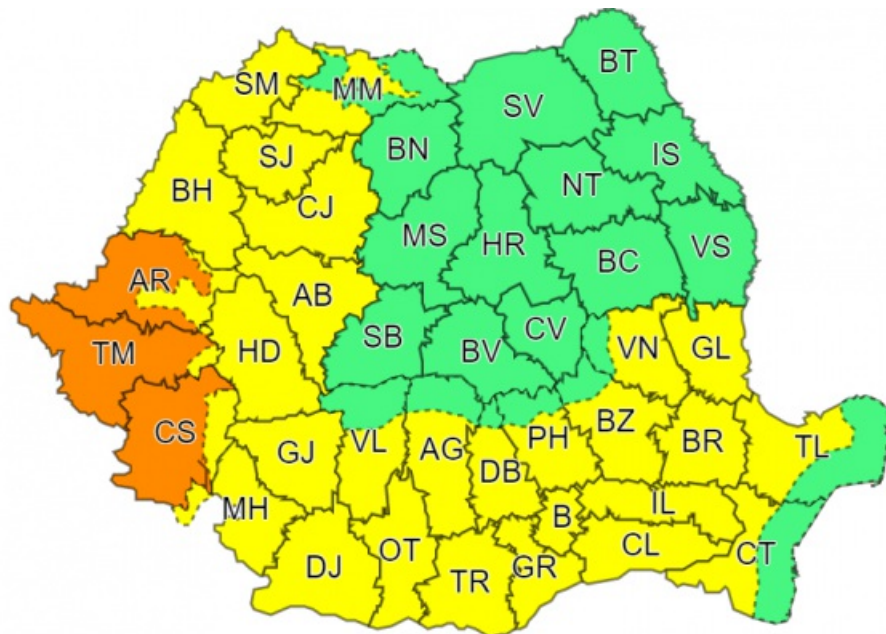 BT
SM
MM
SV
SJ
BN
IS
BH
CJ
NT
MS
HR
BC
VS
AR
AB
TM
HD
SB
BV
CV
VN
GL
CS
GJ
VL
AG
DB
PH
BZ
BR
TL
MH
B
IL
DJ
OT
TR
GR
CL
CT